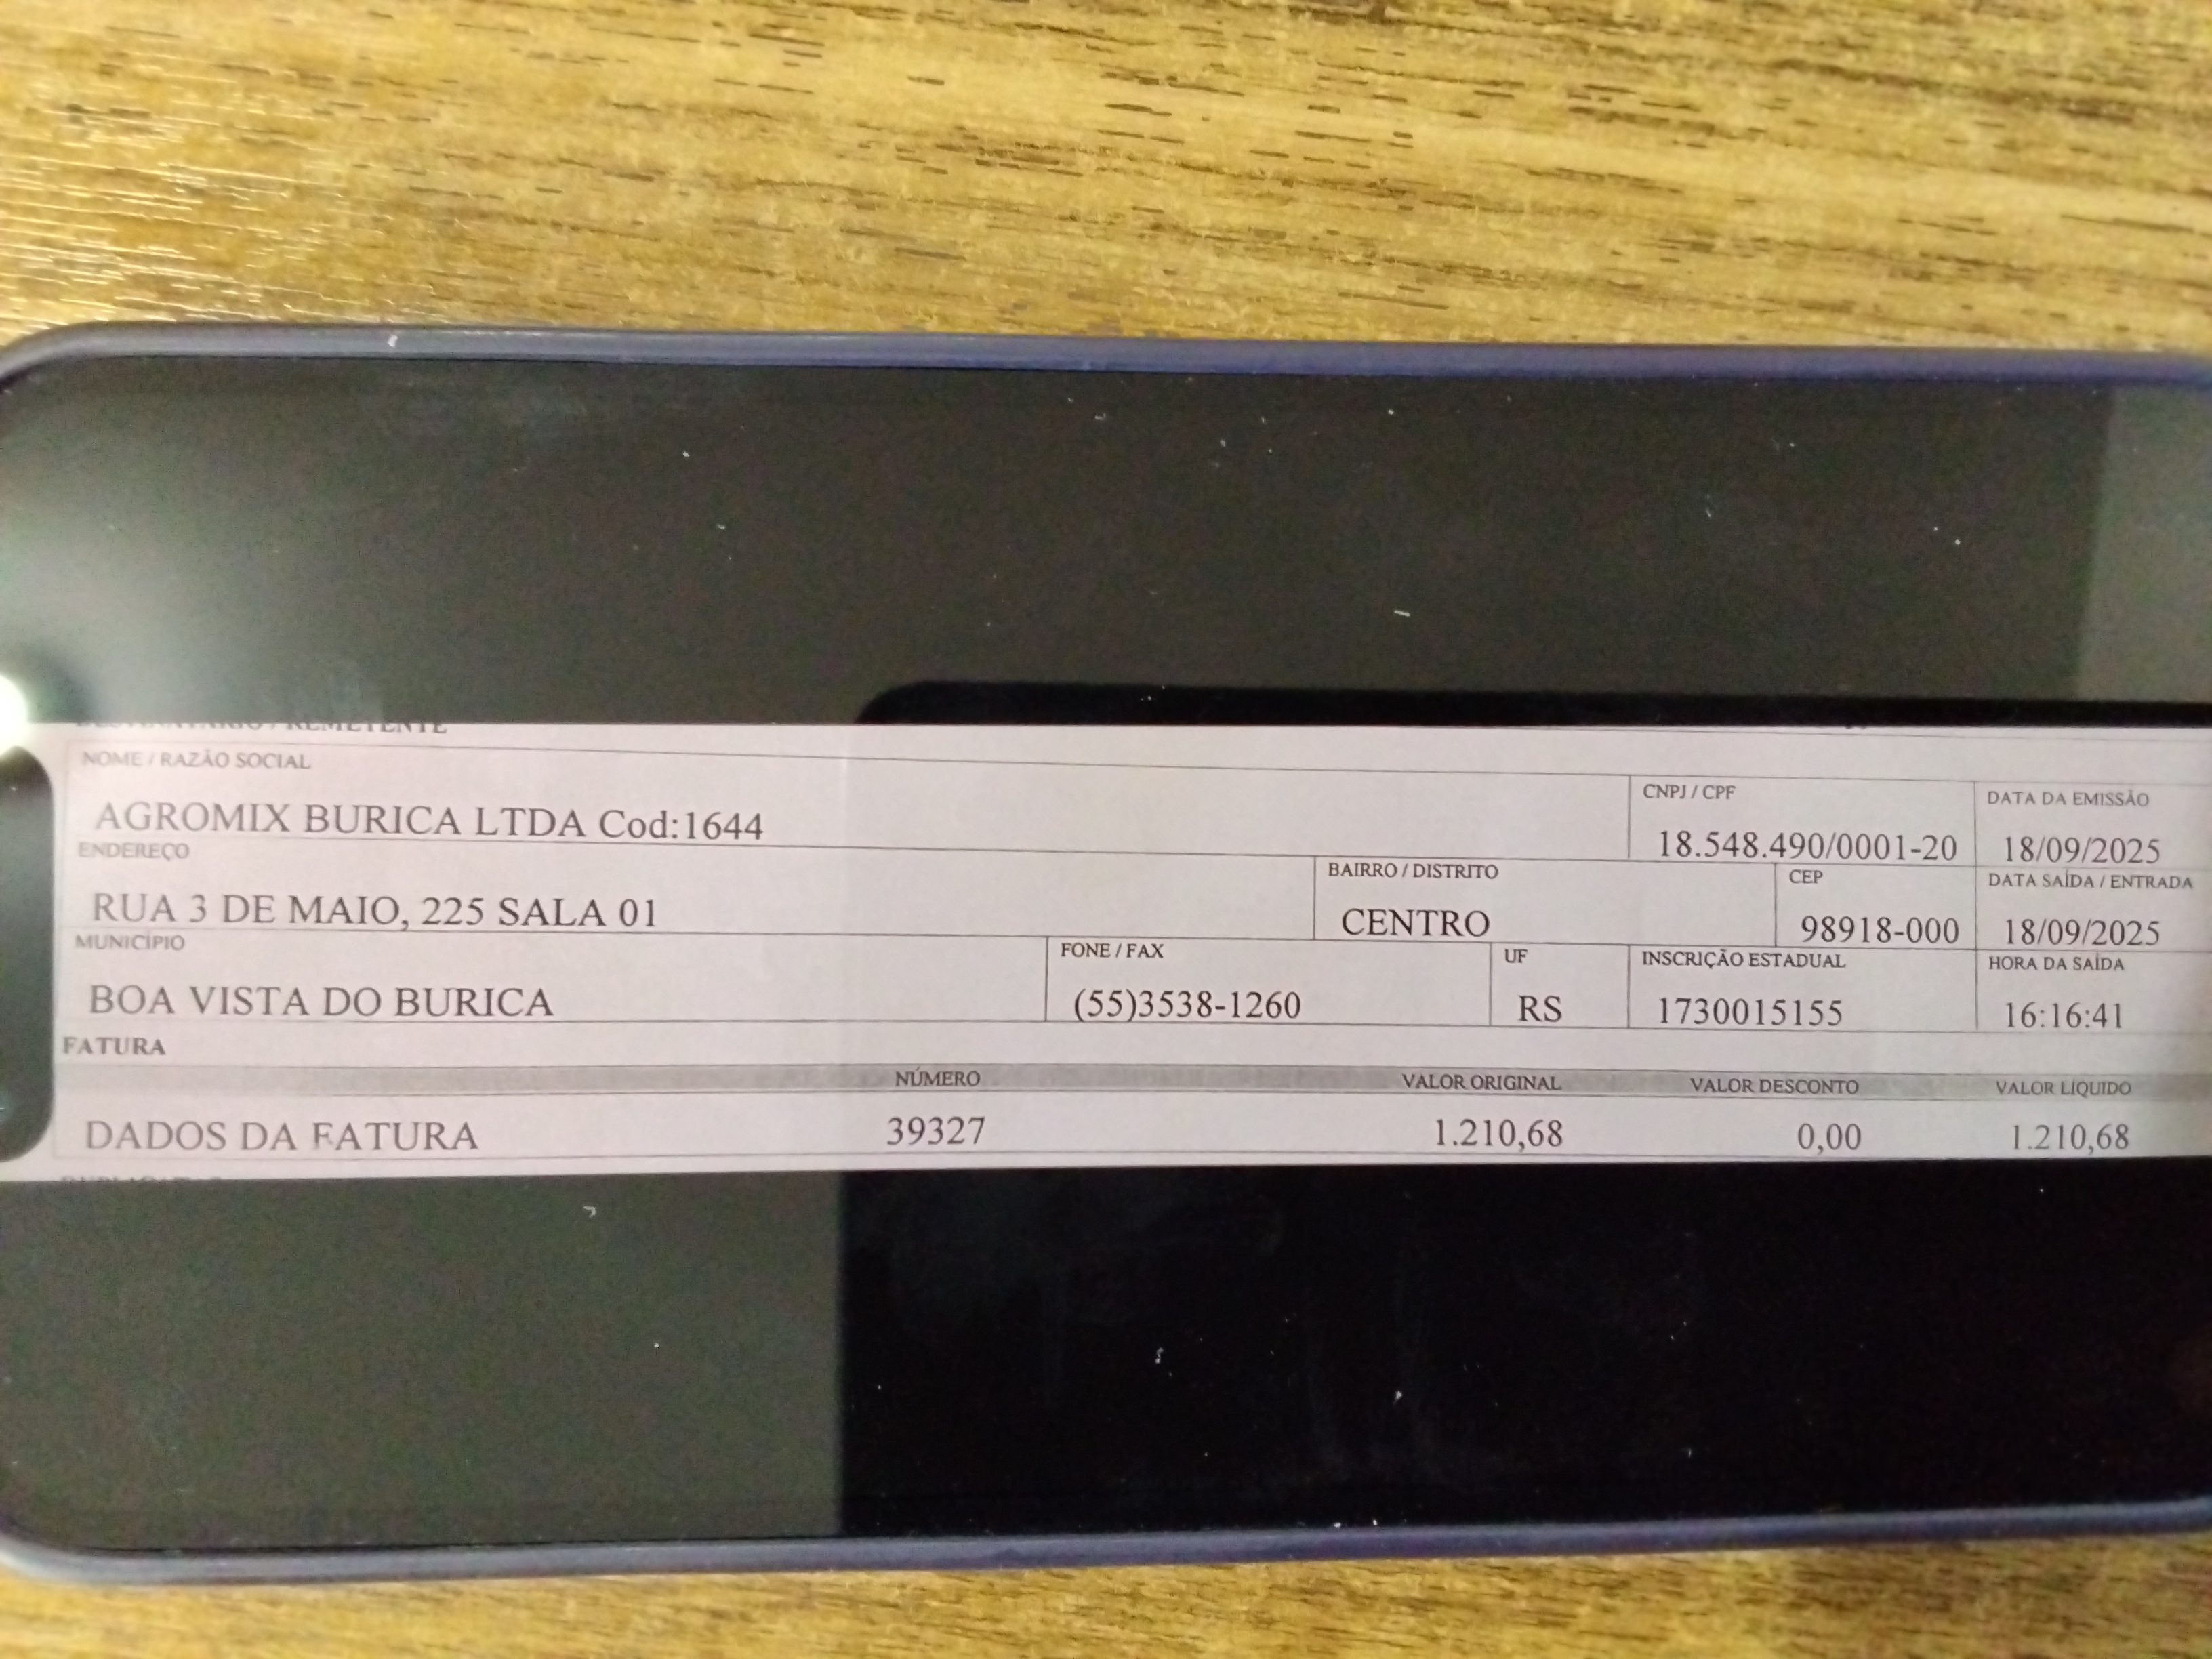 DESTINATÁRIO / REMETENTE
NOME / RAZÃO SOCIAL
AGROMIX BURICA LTDA Cod:1644
CNPJ / CPF
18.548.490/0001-20
DATA DA EMISSÃO
18/09/2025
ENDEREÇO
RUA 3 DE MAIO, 225 SALA 01
BAIRRO / DISTRITO
CENTRO
CEP
98918-000
DATA SAÍDA / ENTRADA
18/09/2025
MUNICÍPIO
BOA VISTA DO BURICA
FONE / FAX
(55)3538-1260
UF
RS
INSCRIÇÃO ESTADUAL
1730015155
HORA DA SAÍDA
16:16:41
FATURA
NÚMERO VALOR ORIGINAL VALOR DESCONTO VALOR LÍQUIDO
DADOS DA FATURA 39327 1.210,68 0,00 1.210,68